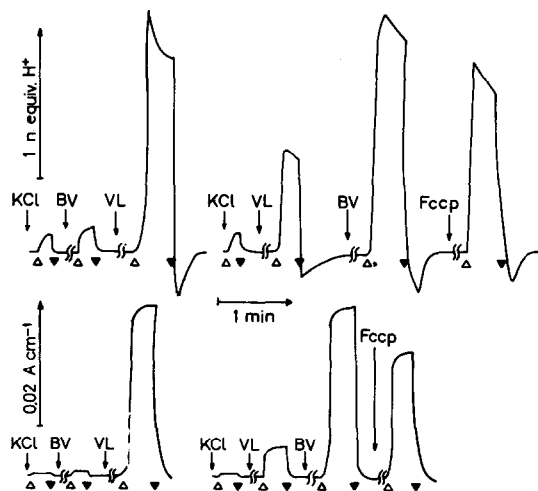 1 n equiv. H+
KCl BV VL
KCl VL BV Fccp
1 min
0.02 A cm−1
KCl BV VL
KCl VL BV Fccp